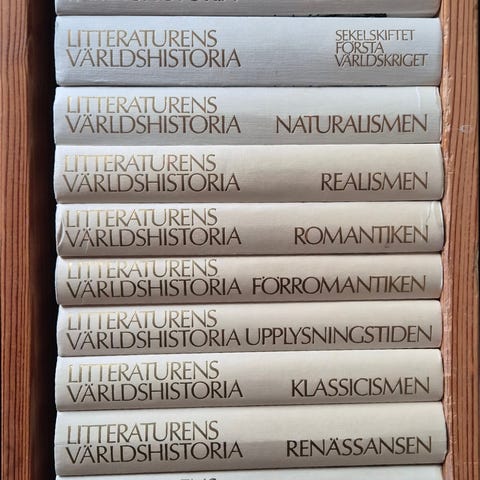 LITTERATURENS
VÄRLDSHISTORIA
SEKELSKIFTET
FÖRSTA
VÄRLDSKRIGET
LITTERATURENS
VÄRLDSHISTORIA NATURALISMEN
LITTERATURENS
VÄRLDSHISTORIA REALISMEN
LITTERATURENS
VÄRLDSHISTORIA ROMANTIKEN
LITTERATURENS
VÄRLDSHISTORIA FÖRROMANTIKEN
LITTERATURENS
VÄRLDSHISTORIA UPPLYSNINGSTIDEN
LITTERATURENS
VÄRLDSHISTORIA KLASSICISMEN
LITTERATURENS
VÄRLDSHISTORIA RENÄSSANSEN